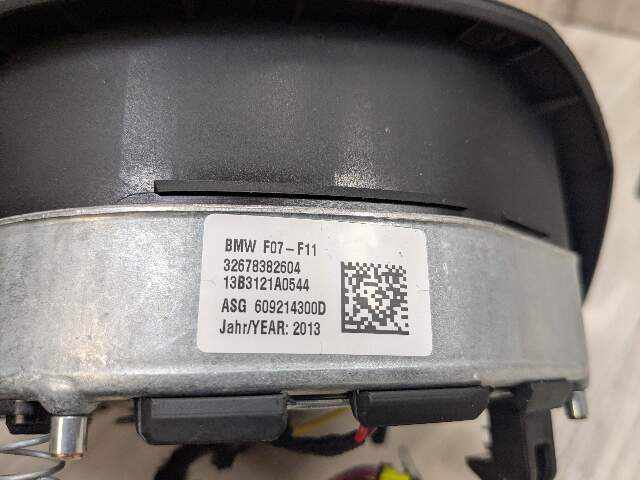 BMW F07-F11
32678382604
13B3121A0544
ASG 609214300D
Jahr/YEAR: 2013